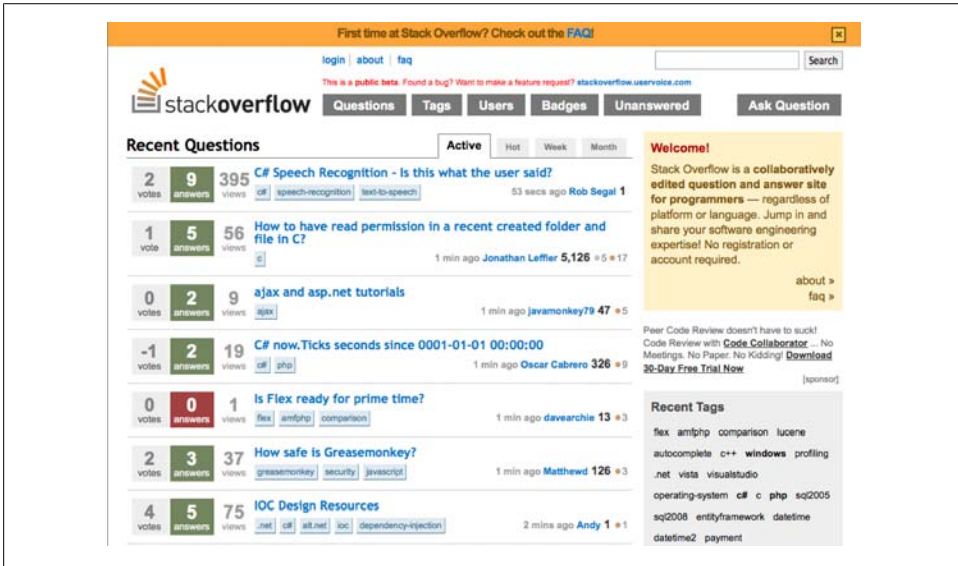 First time at Stack Overflow? Check out the FAQ!
login | about | faq
Search
This is a public beta. Found a bug? Want to make a feature request? stackoverflow.uservoice.com
stackoverflow
Questions Tags Users Badges Unanswered Ask Question
Recent Questions
Active Hot Week Month
2 votes 9 answers 395 views
C# Speech Recognition - Is this what the user said?
c# speech-recognition text-to-speech
53 secs ago Rob Segal 1
1 vote 5 answers 56 views
How to have read permission in a recent created folder and
file in C?
c
1 min ago Jonathan Leffler 5,126 5 17
0 votes 2 answers 9 views
ajax and asp.net tutorials
ajax
1 min ago javamonkey79 47 5
-1 votes 2 answers 19 views
C# now.Ticks seconds since 0001-01-01 00:00:00
c# php
1 min ago Oscar Cabrero 326 9
0 votes 0 answers 1 view
Is Flex ready for prime time?
flex amfphp comparison
1 min ago davearchie 13 3
2 votes 3 answers 37 views
How safe is Greasemonkey?
greasemonkey security javascript
1 min ago Matthewd 126 3
4 votes 5 answers 75 views
IOC Design Resources
.net c# alt.net ioc dependency-injection
2 mins ago Andy 1 1
Welcome!
Stack Overflow is a collaboratively
edited question and answer site
for programmers — regardless of
platform or language. Jump in and
share your software engineering
expertise! No registration or
account required.
about »
faq »
Peer Code Review doesn't have to suck!
Code Review with Code Collaborator ... No
Meetings. No Paper. No Kidding! Download
30-Day Free Trial Now
[sponsor]
Recent Tags
flex amfphp comparison lucene
autocomplete c++ windows profiling
.net vista visualstudio
operating-system c# c php sql2005
sql2008 entityframework datetime
datetime2 payment